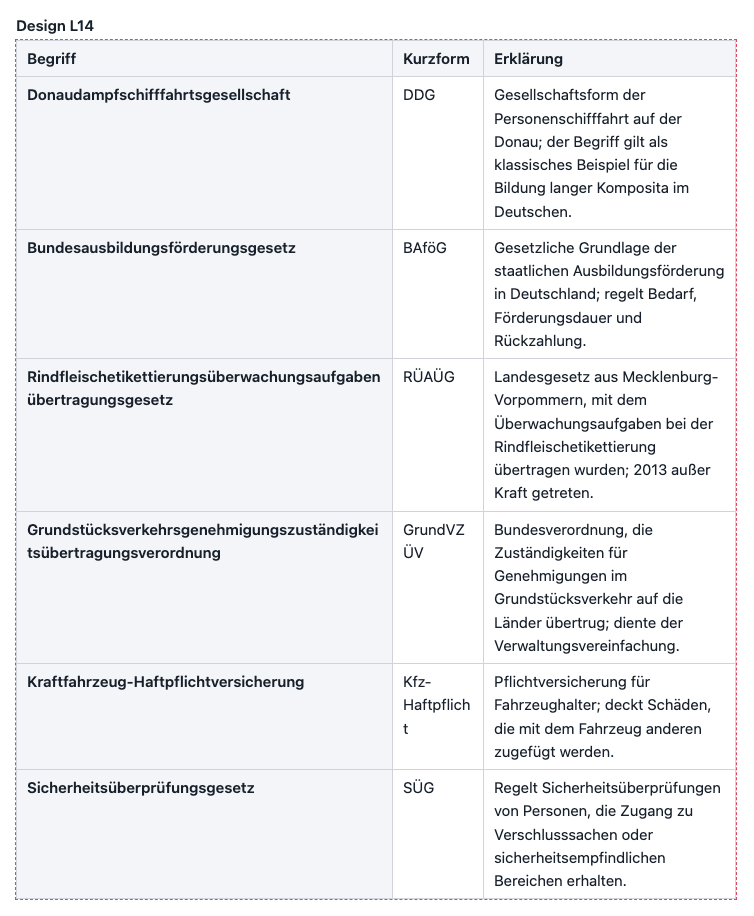 Design L14
Begriff Kurzform Erklärung
Donaudampfschifffahrtsgesellschaft DDG Gesellschaftsform der
Personenschifffahrt auf der
Donau; der Begriff gilt als
klassisches Beispiel für die
Bildung langer Komposita im
Deutschen.
Bundesausbildungsförderungsgesetz BAföG Gesetzliche Grundlage der
staatlichen Ausbildungsförderung
in Deutschland; regelt Bedarf,
Förderungsdauer und
Rückzahlung.
Rindfleischetikettierungsüberwachungsaufgaben RÜAÜG Landesgesetz aus Mecklenburg-
übertragungsgesetz Vorpommern, mit dem
Überwachungsaufgaben bei der
Rindfleischetikettierung
übertragen wurden; 2013 außer
Kraft getreten.
Grundstücksverkehrsgenehmigungszuständigkei GrundVZ Bundesverordnung, die
tsübertragungsverordnung ÜV Zuständigkeiten für
Genehmigungen im
Grundstücksverkehr auf die
Länder übertrug; diente der
Verwaltungsvereinfachung.
Kraftfahrzeug-Haftpflichtversicherung Kfz- Pflichtversicherung für
Haftpflich Fahrzeughalter; deckt Schäden,
t die mit dem Fahrzeug anderen
zugefügt werden.
Sicherheitsüberprüfungsgesetz SÜG Regelt Sicherheitsüberprüfungen
von Personen, die Zugang zu
Verschlusssachen oder
sicherheitsempfindlichen
Bereichen erhalten.